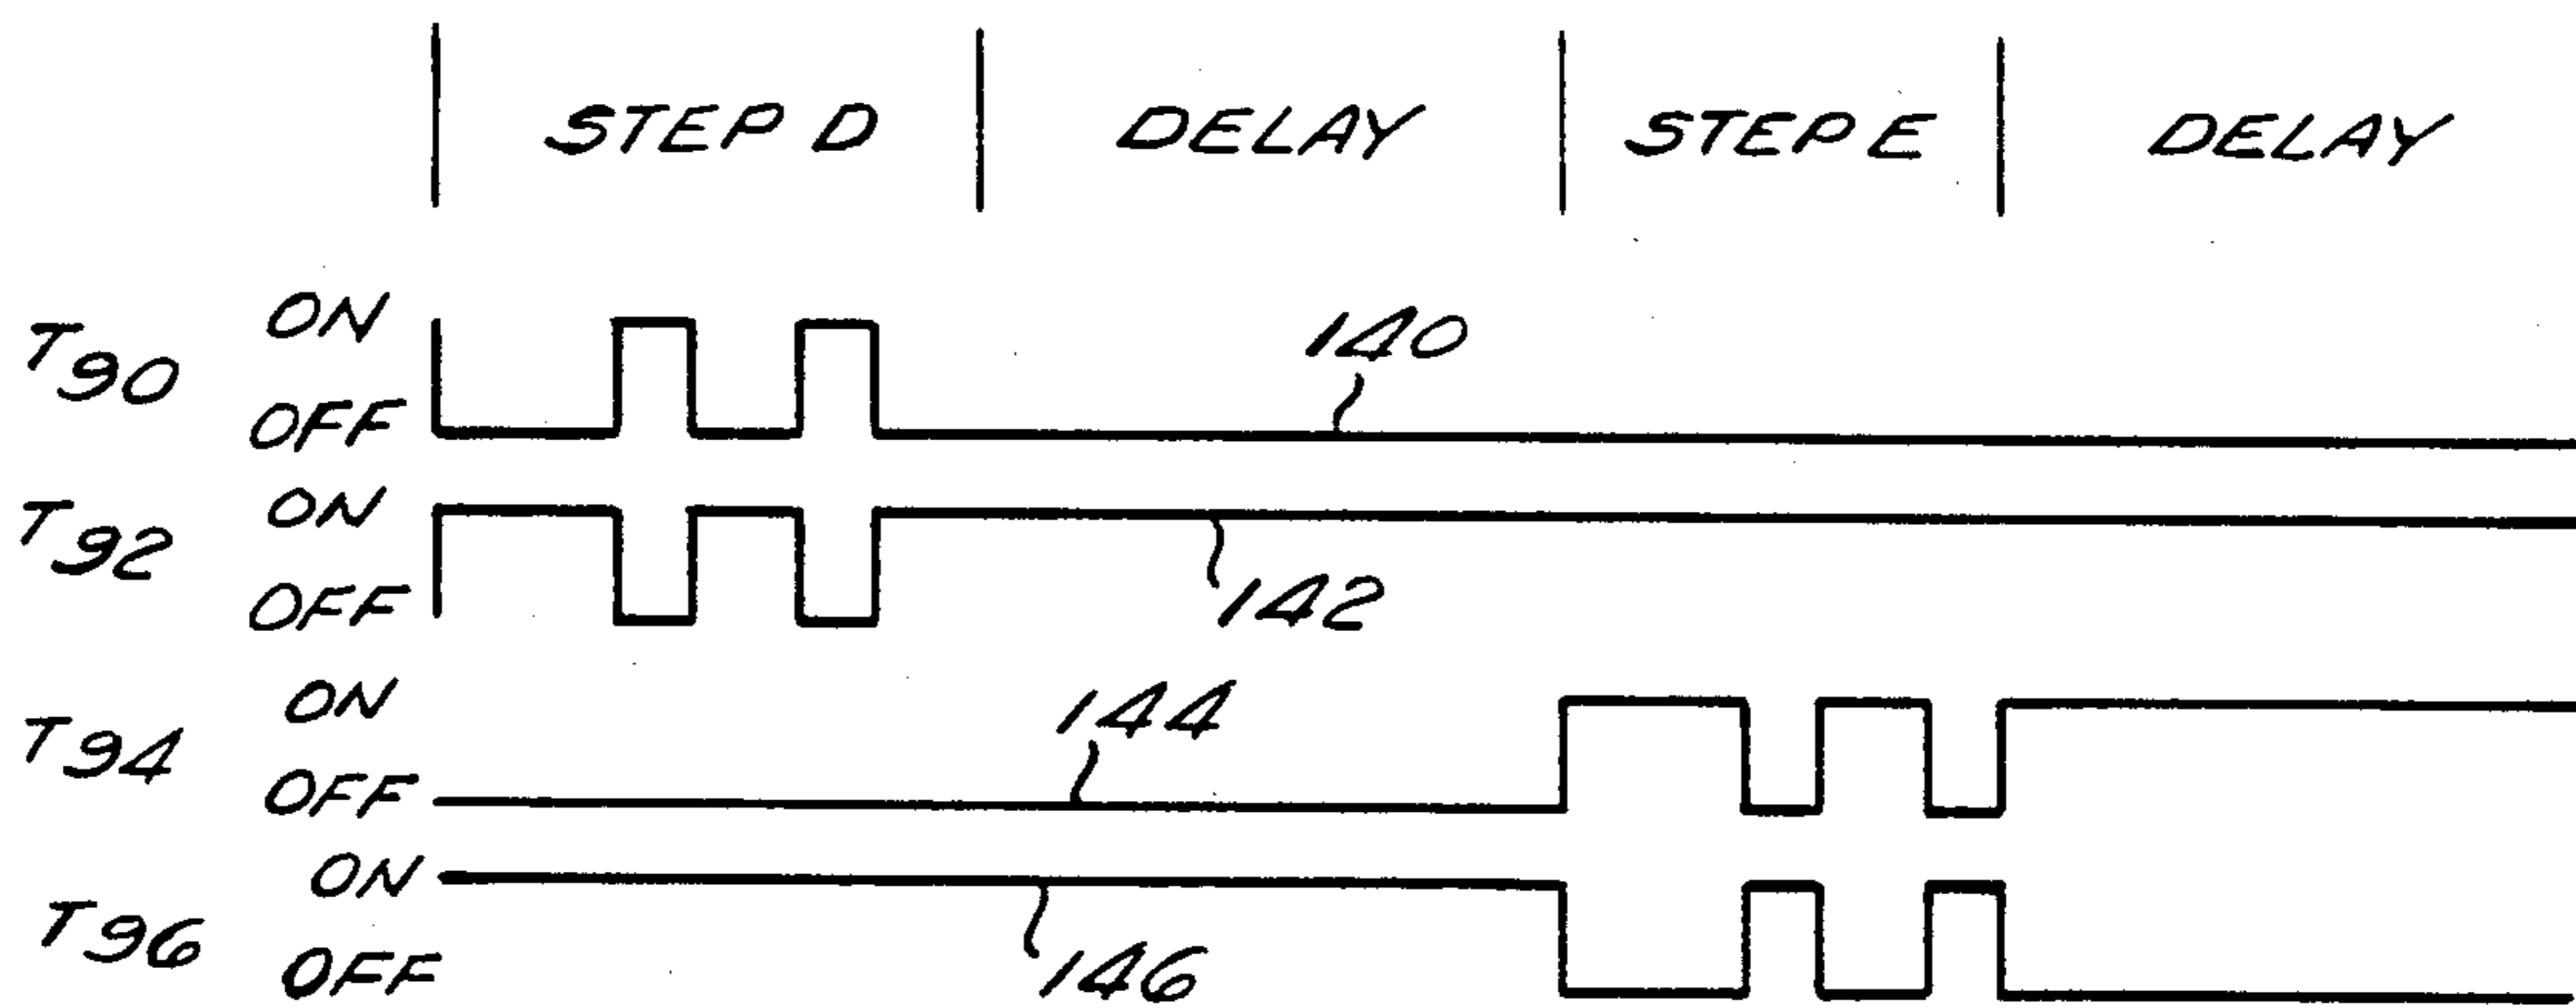 STEP D DELAY STEP E DELAY
T90 ON 140
OFF
T92 ON
OFF 142
T94 ON 144
OFF
T96 ON
OFF 146